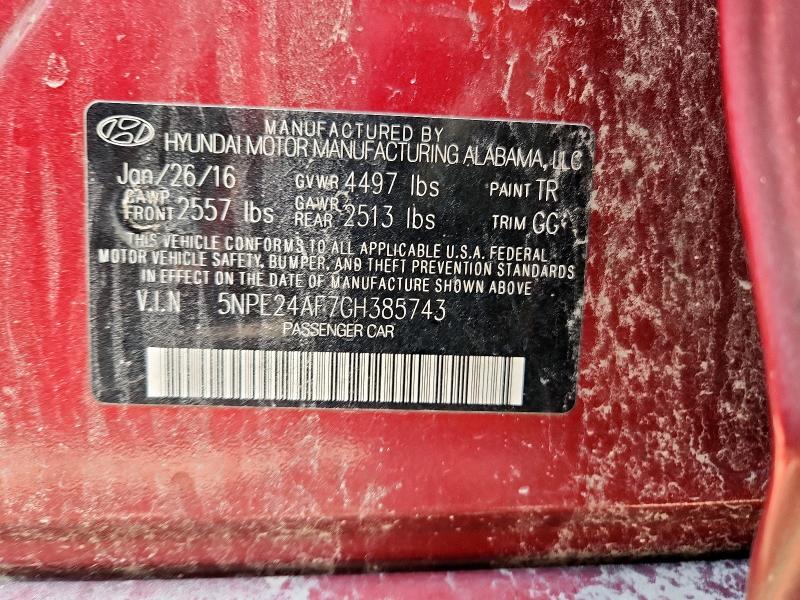 MANUFACTURED BY
HYUNDAI MOTOR MANUFACTURING ALABAMA, LLC
Jan/26/16 GVWR 4497 lbs PAINT TR
GAWR FRONT 2557 lbs GAWR REAR 2513 lbs TRIM GG
THIS VEHICLE CONFORMS TO ALL APPLICABLE U.S.A. FEDERAL
MOTOR VEHICLE SAFETY, BUMPER, AND THEFT PREVENTION STANDARDS
IN EFFECT ON THE DATE OF MANUFACTURE SHOWN ABOVE
V.I.N 5NPE24AF7GH385743
PASSENGER CAR